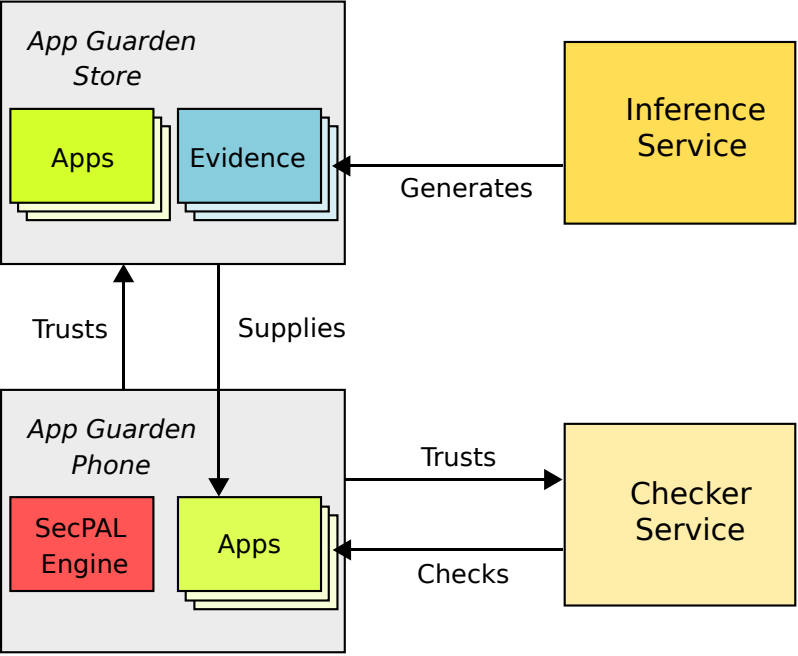 App Guarden
Store
Apps
Evidence
Inference
Service
Generates
Trusts
Supplies
App Guarden
Phone
SecPAL
Engine
Apps
Trusts
Checks
Checker
Service